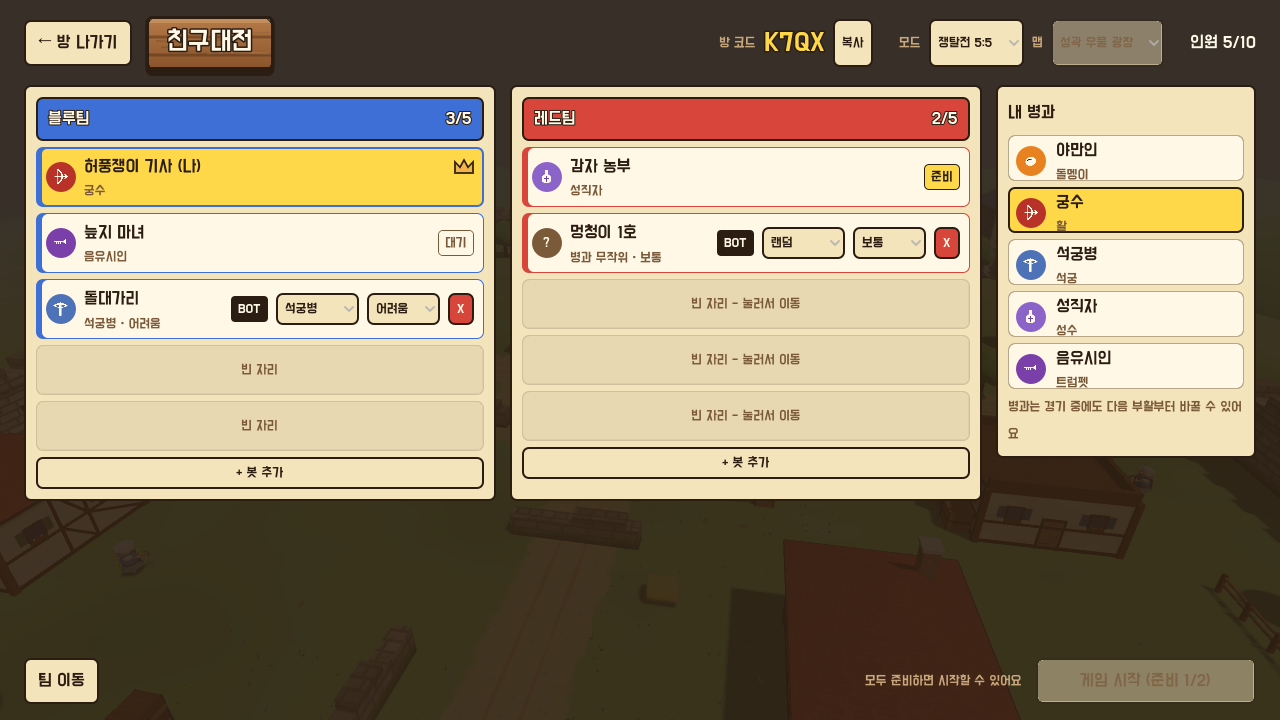 ← 방 나가기
친구대전
방 코드 K7QX 복사
모드 쟁탈전 5:5
맵 성곽 우물 광장
인원 5/10
블루팀 3/5
허풍쟁이 기사 (나)
궁수
늪지 마녀
음유시인
대기
돌대가리
석궁병 · 어려움
BOT 석궁병 어려움 X
빈 자리
빈 자리
+ 봇 추가
레드팀 2/5
감자 농부
성직자
준비
멍청이 1호
병과 무작위 · 보통
BOT 랜덤 보통 X
?
빈 자리 - 눌러서 이동
빈 자리 - 눌러서 이동
빈 자리 - 눌러서 이동
+ 봇 추가
내 병과
야만인
돌멩이
궁수
활
석궁병
석궁
성직자
성수
음유시인
트럼펫
병과는 경기 중에도 다음 부활부터 바꿀 수 있어
요
팀 이동
모두 준비하면 시작할 수 있어요
게임 시작 (준비 1/2)